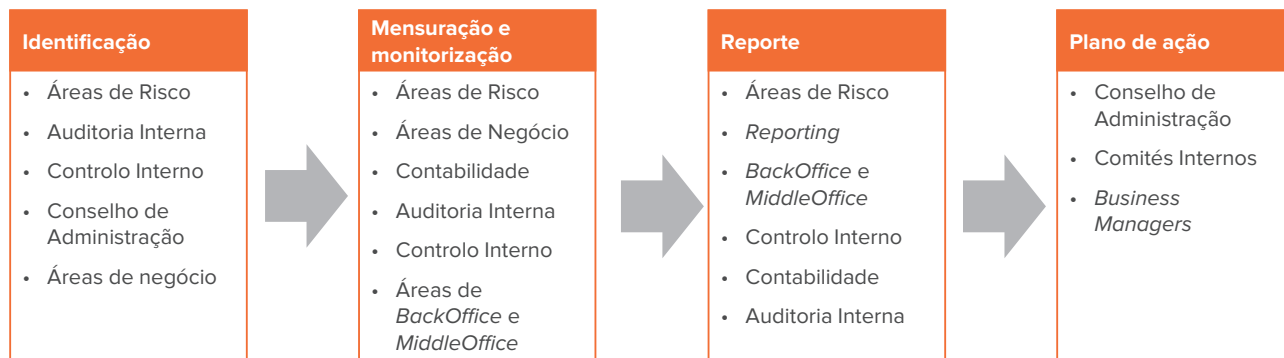 Identificação
• Áreas de Risco
• Auditoria Interna
• Controlo Interno
• Conselho de
Administração
• Áreas de negócio
Mensuração e
monitorização
• Áreas de Risco
• Áreas de Negócio
• Contabilidade
• Auditoria Interna
• Controlo Interno
• Áreas de
BackOffice e
MiddleOffice
Reporte
• Áreas de Risco
• Reporting
• BackOffice e
MiddleOffice
• Controlo Interno
• Contabilidade
• Auditoria Interna
Plano de ação
• Conselho de
Administração
• Comités Internos
• Business
Managers